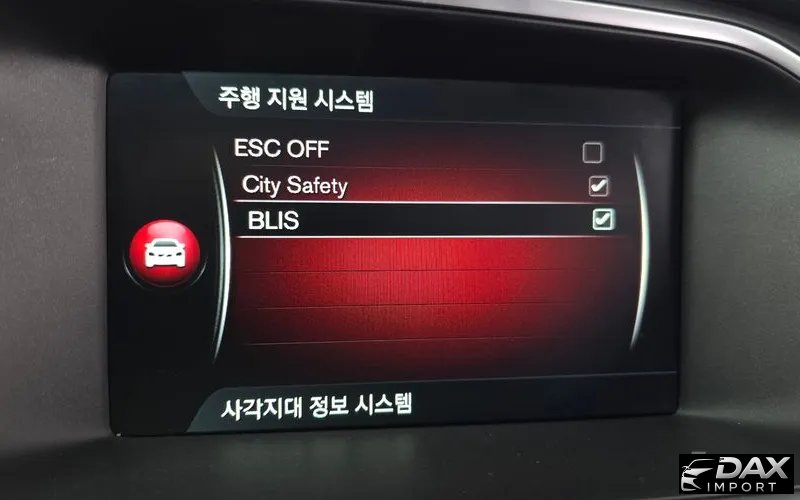 주행 지원 시스템
ESC OFF
City Safety
BLIS
사각지대 정보 시스템
DAX
IMPORT